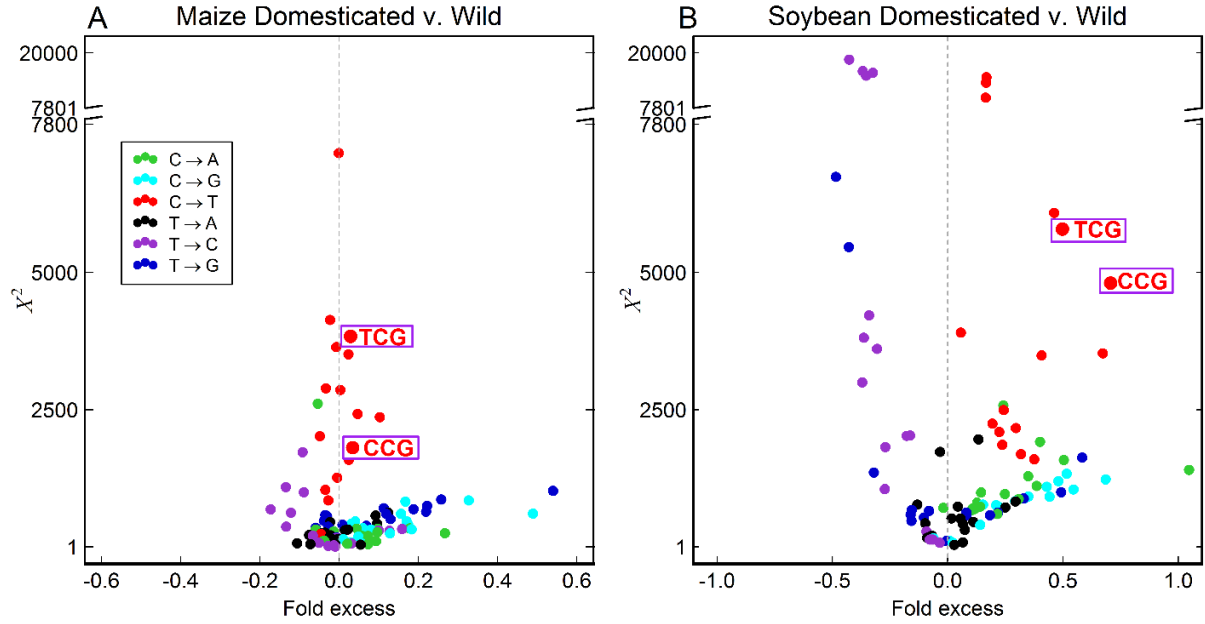 A Maize Domesticated v. Wild
20000
7801
7800
5000
2500
1
X²
C→A
C→G
C→T
T→A
T→C
T→G
TCG
CCG
-0.6 -0.4 -0.2 0.0 0.2 0.4 0.6
Fold excess
B Soybean Domesticated v. Wild
20000
7801
7800
5000
2500
1
X²
TCG
CCG
-1.0 -0.5 0.0 0.5 1.0
Fold excess